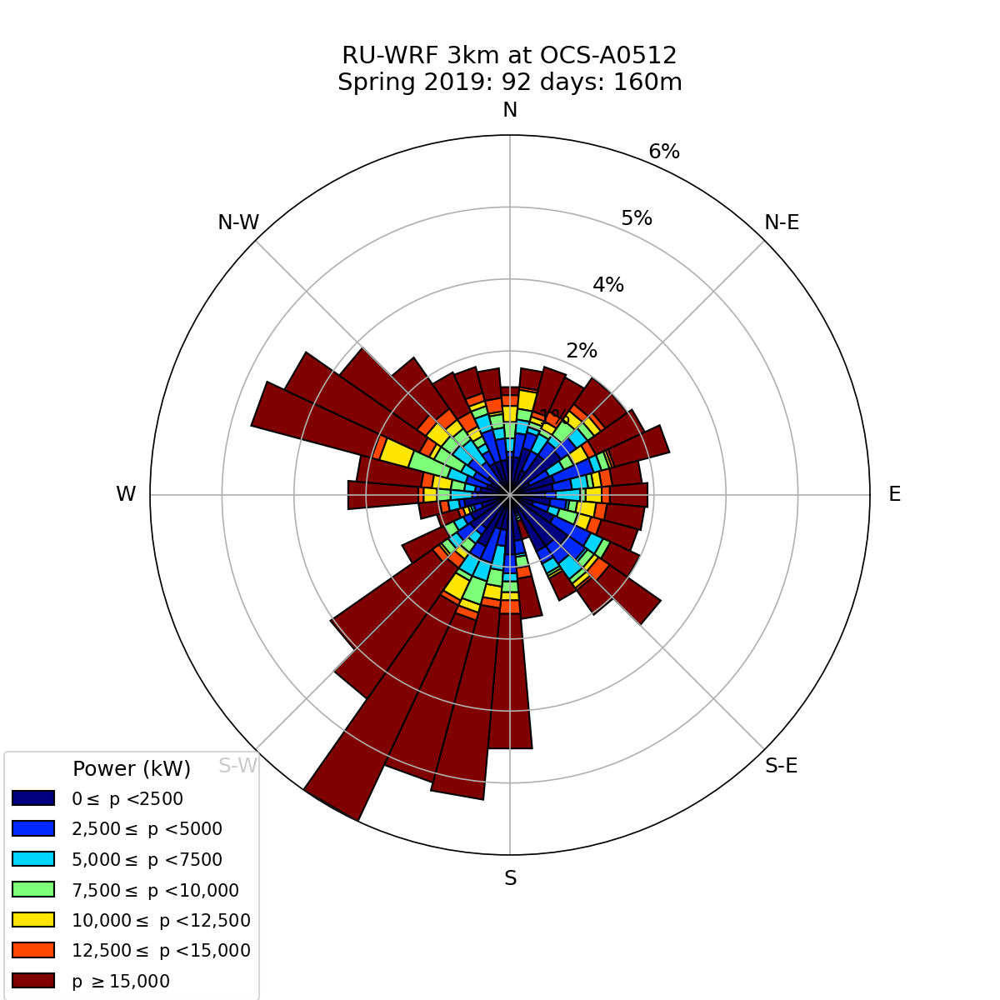 RU-WRF 3km at OCS-A0512
Spring 2019: 92 days: 160m
N
6%
N-W
5%
N-E
4%
2%
1%
W
E
S-W
S-E
S
Power (kW)
0≤ p <2500
2,500≤ p <5000
5,000≤ p <7500
7,500≤ p <10,000
10,000≤ p <12,500
12,500≤ p <15,000
p ≥15,000